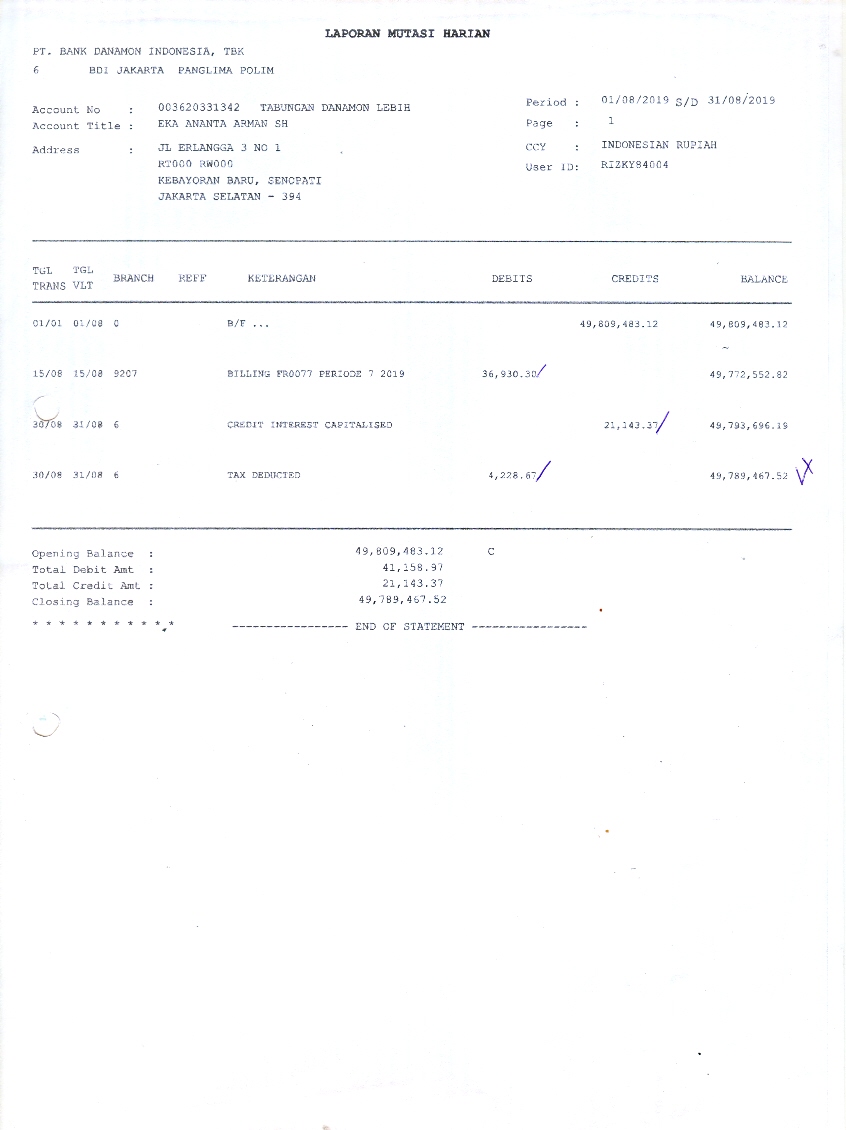 LAPORAN MUTASI HARIAN
PT. BANK DANAMON INDONESIA, TBK
6 BDI JAKARTA PANGLIMA POLIM
Account No : 003620331342 TABUNGAN DANAMON LEBIH
Account Title : EKA ANANTA ARMAN SH
Address : JL ERLANGGA 3 NO 1
RT000 RW000
KEBAYORAN BARU, SENOPATI
JAKARTA SELATAN - 394
Period : 01/08/2019 S/D 31/08/2019
Page : 1
CCY : INDONESIAN RUPIAH
User ID: RIZKY84004
TGL TRANS TGL VLT BRANCH REFF KETERANGAN DEBITS CREDITS BALANCE
01/01 01/08 0 B/F ... 49,809,483.12 49,809,483.12
15/08 15/08 9207 BILLING FR0077 PERIODE 7 2019 36,930.30 49,772,552.82
30/08 31/08 6 CREDIT INTEREST CAPITALISED 21,143.37 49,793,696.19
30/08 31/08 6 TAX DEDUCTED 4,228.67 49,789,467.52
Opening Balance : 49,809,483.12 C
Total Debit Amt : 41,158.97
Total Credit Amt : 21,143.37
Closing Balance : 49,789,467.52
* * * * * * * * * * * ----------------- END OF STATEMENT -----------------